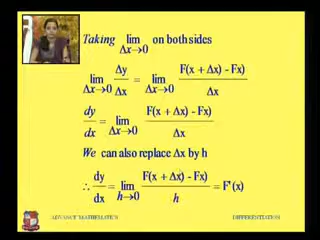 Taking lim Δx→0 on both sides
lim Δx→0 Δy/Δx = lim Δx→0 F(x + Δx) - Fx)/Δx
dy/dx = lim Δx→0 F(x + Δx) - Fx)/Δx
We can also replace Δx by h
∴ dy/dx = lim h→0 F(x + Δx) - Fx)/h = F'(x)
DIFFERENTIATION